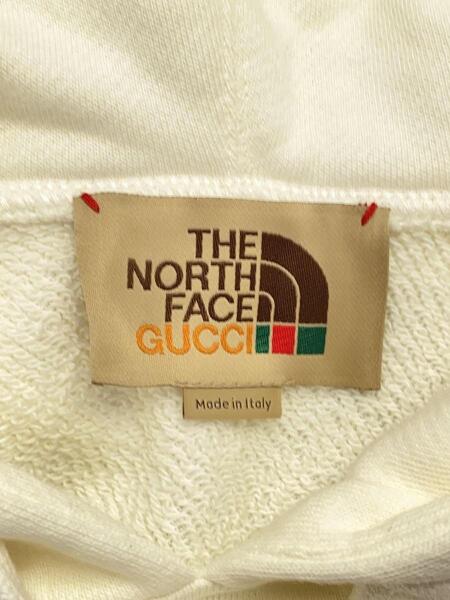 THE
NORTH
FACE
GUCCI
Made in Italy